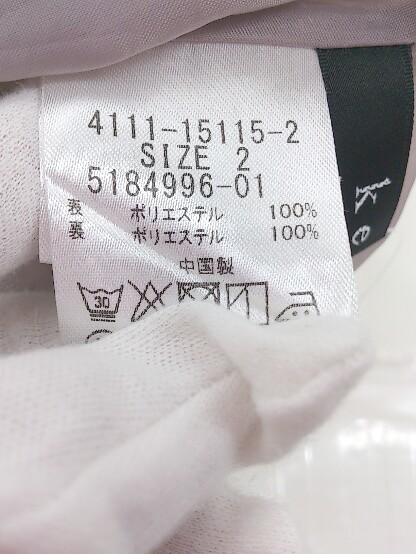 4111-15115-2
SIZE 2
5184996-01
表 ポリエステル 100%
裏 ポリエステル 100%
中国製
30
Ke